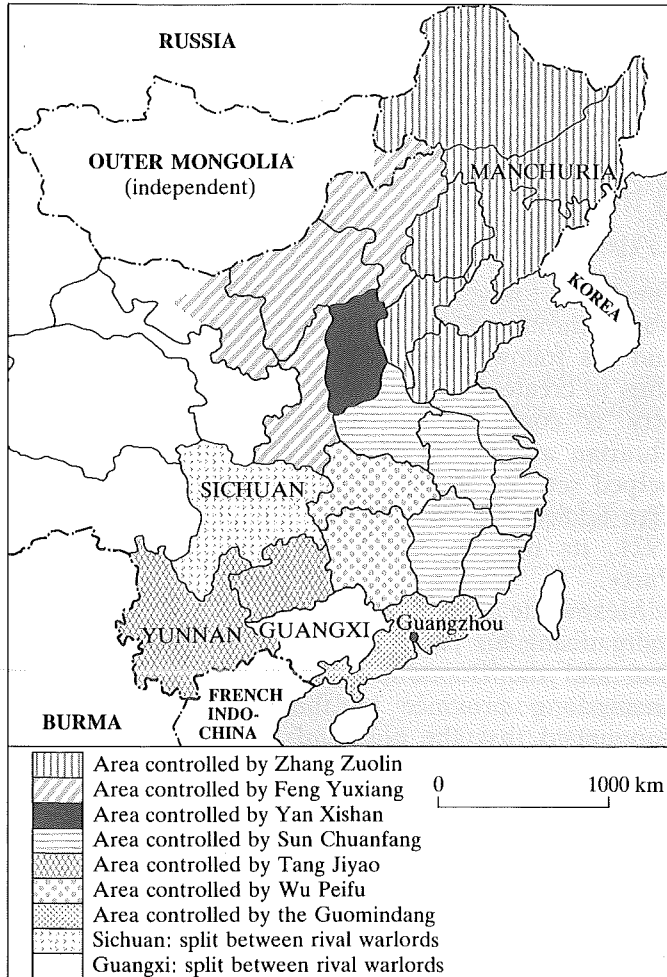 RUSSIA
OUTER MONGOLIA
(independent)
MANCHURIA
KOREA
SICHUAN
YUNNAN
GUANGXI
Guangzhou
BURMA
FRENCH
INDO-
CHINA
Area controlled by Zhang Zuolin
Area controlled by Feng Yuxiang
0 1000 km
Area controlled by Yan Xishan
Area controlled by Sun Chuanfang
Area controlled by Tang Jiyao
Area controlled by Wu Peifu
Area controlled by the Guomindang
Sichuan: split between rival warlords
Guangxi: split between rival warlords